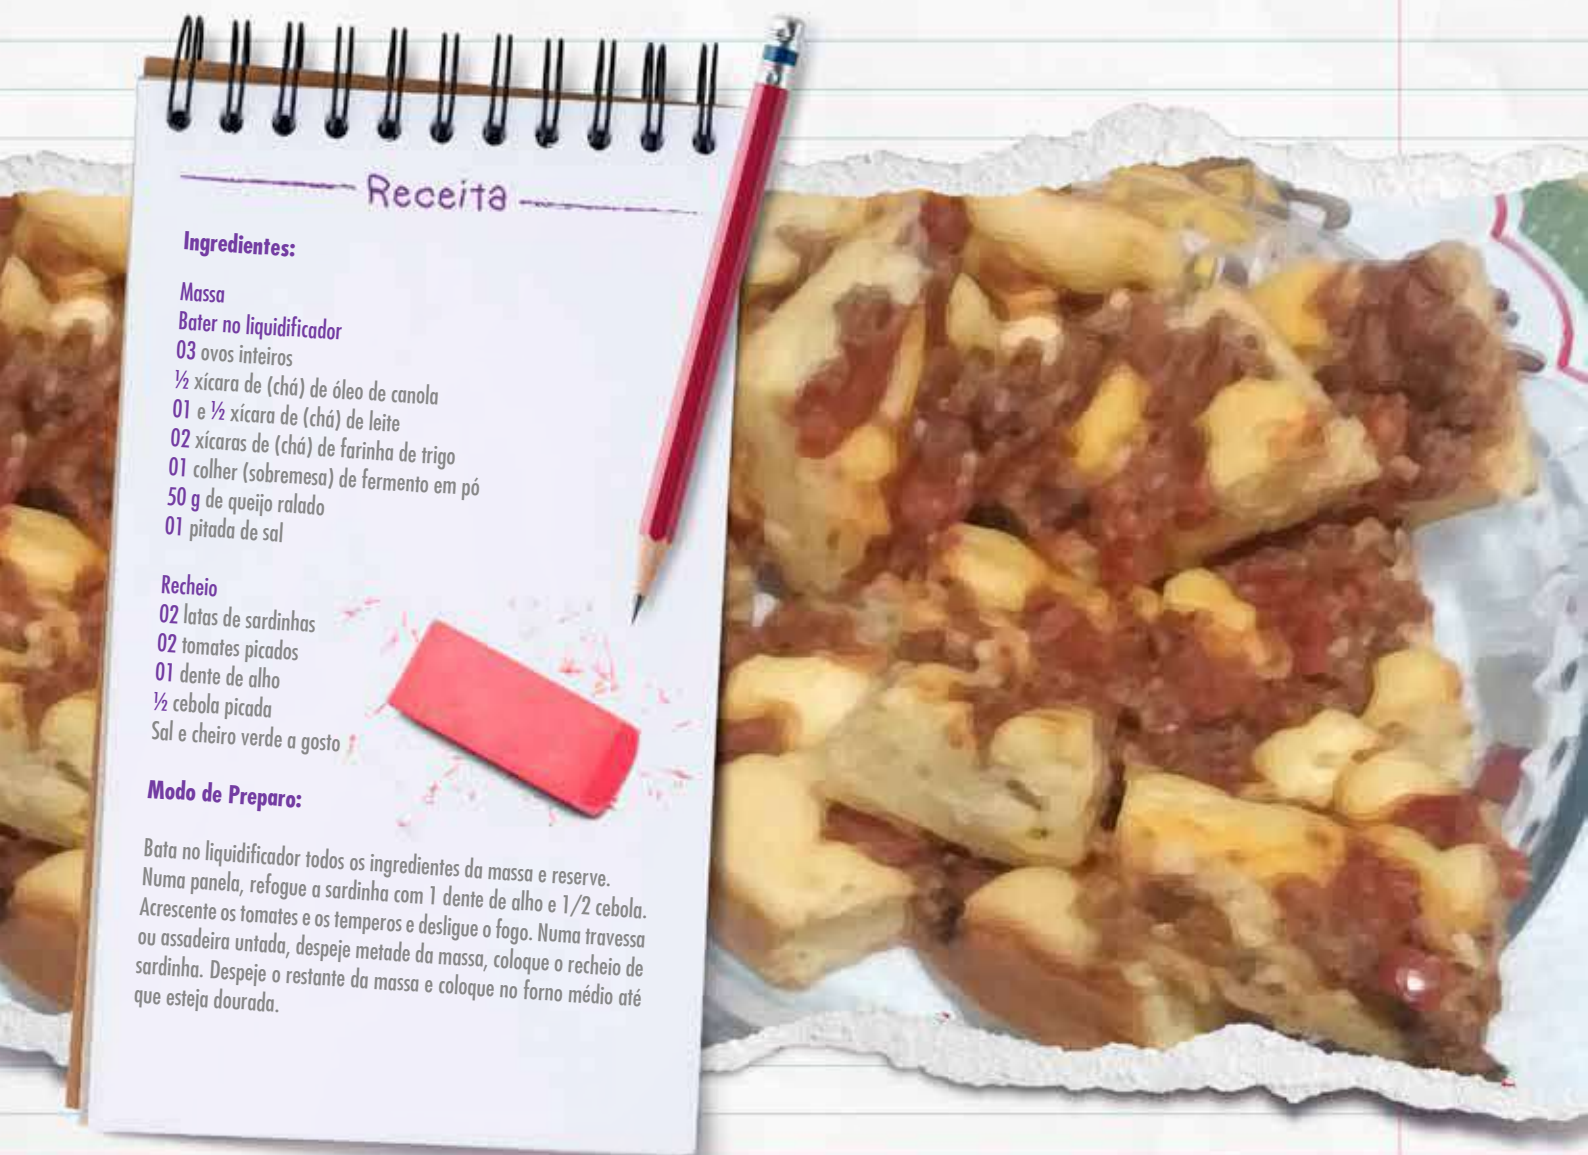 Receita
Ingredientes:
Massa
Bater no liquidificador
03 ovos inteiros
½ xícara de (chá) de óleo de canola
01 e ½ xícara de (chá) de leite
02 xícaras de (chá) de farinha de trigo
01 colher (sobremesa) de fermento em pó
50 g de queijo ralado
01 pitada de sal
Recheio
02 latas de sardinhas
02 tomates picados
01 dente de alho
½ cebola picada
Sal e cheiro verde a gosto
Modo de Preparo:
Bata no liquidificador todos os ingredientes da massa e reserve.
Numa panela, refogue a sardinha com 1 dente de alho e 1/2 cebola.
Acrescente os tomates e os temperos e desligue o fogo. Numa travessa
ou assadeira untada, despeje metade da massa, coloque o recheio de
sardinha. Despeje o restante da massa e coloque no forno médio até
que esteja dourada.